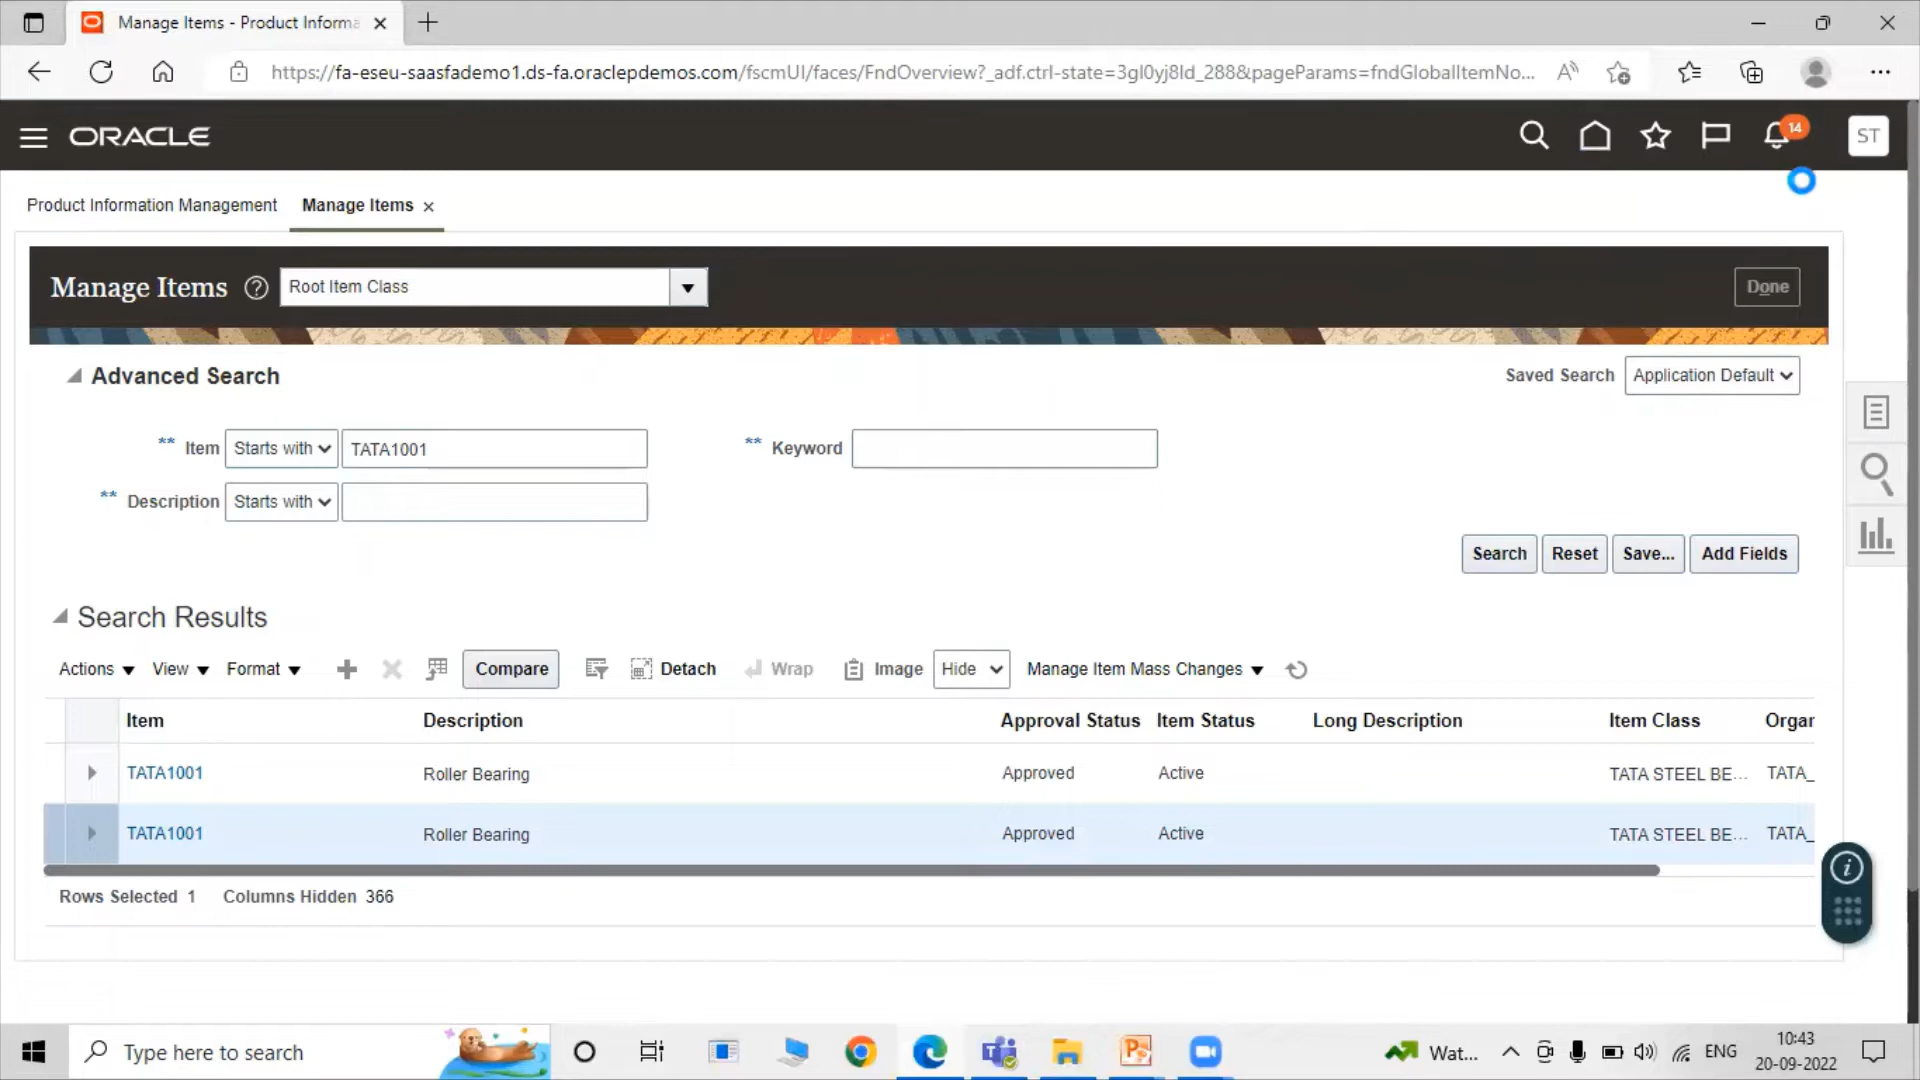 Manage Items - Product Informa
https://fa-eseu-saasfademo1.ds-fa.oraclepdemos.com/fscmUI/faces/FndOverview?_adf.ctrl-state=3gl0yj8ld_288&pageParams=fndGlobalItemNo...
ORACLE
14
ST
Product Information Management
Manage Items
Manage Items
Root Item Class
Done
Advanced Search
Saved Search
Application Default
** Item
Starts with
TATA1001
** Keyword
** Description
Starts with
Search
Reset
Save...
Add Fields
Search Results
Actions
View
Format
Compare
Detach
Wrap
Image
Hide
Manage Item Mass Changes
Item Description Approval Status Item Status Long Description Item Class Organ
TATA1001 Roller Bearing Approved Active TATA STEEL BE... TATA_
TATA1001 Roller Bearing Approved Active TATA STEEL BE... TATA_
Rows Selected 1 Columns Hidden 366
Type here to search
Wat...
ENG
10:43
20-09-2022